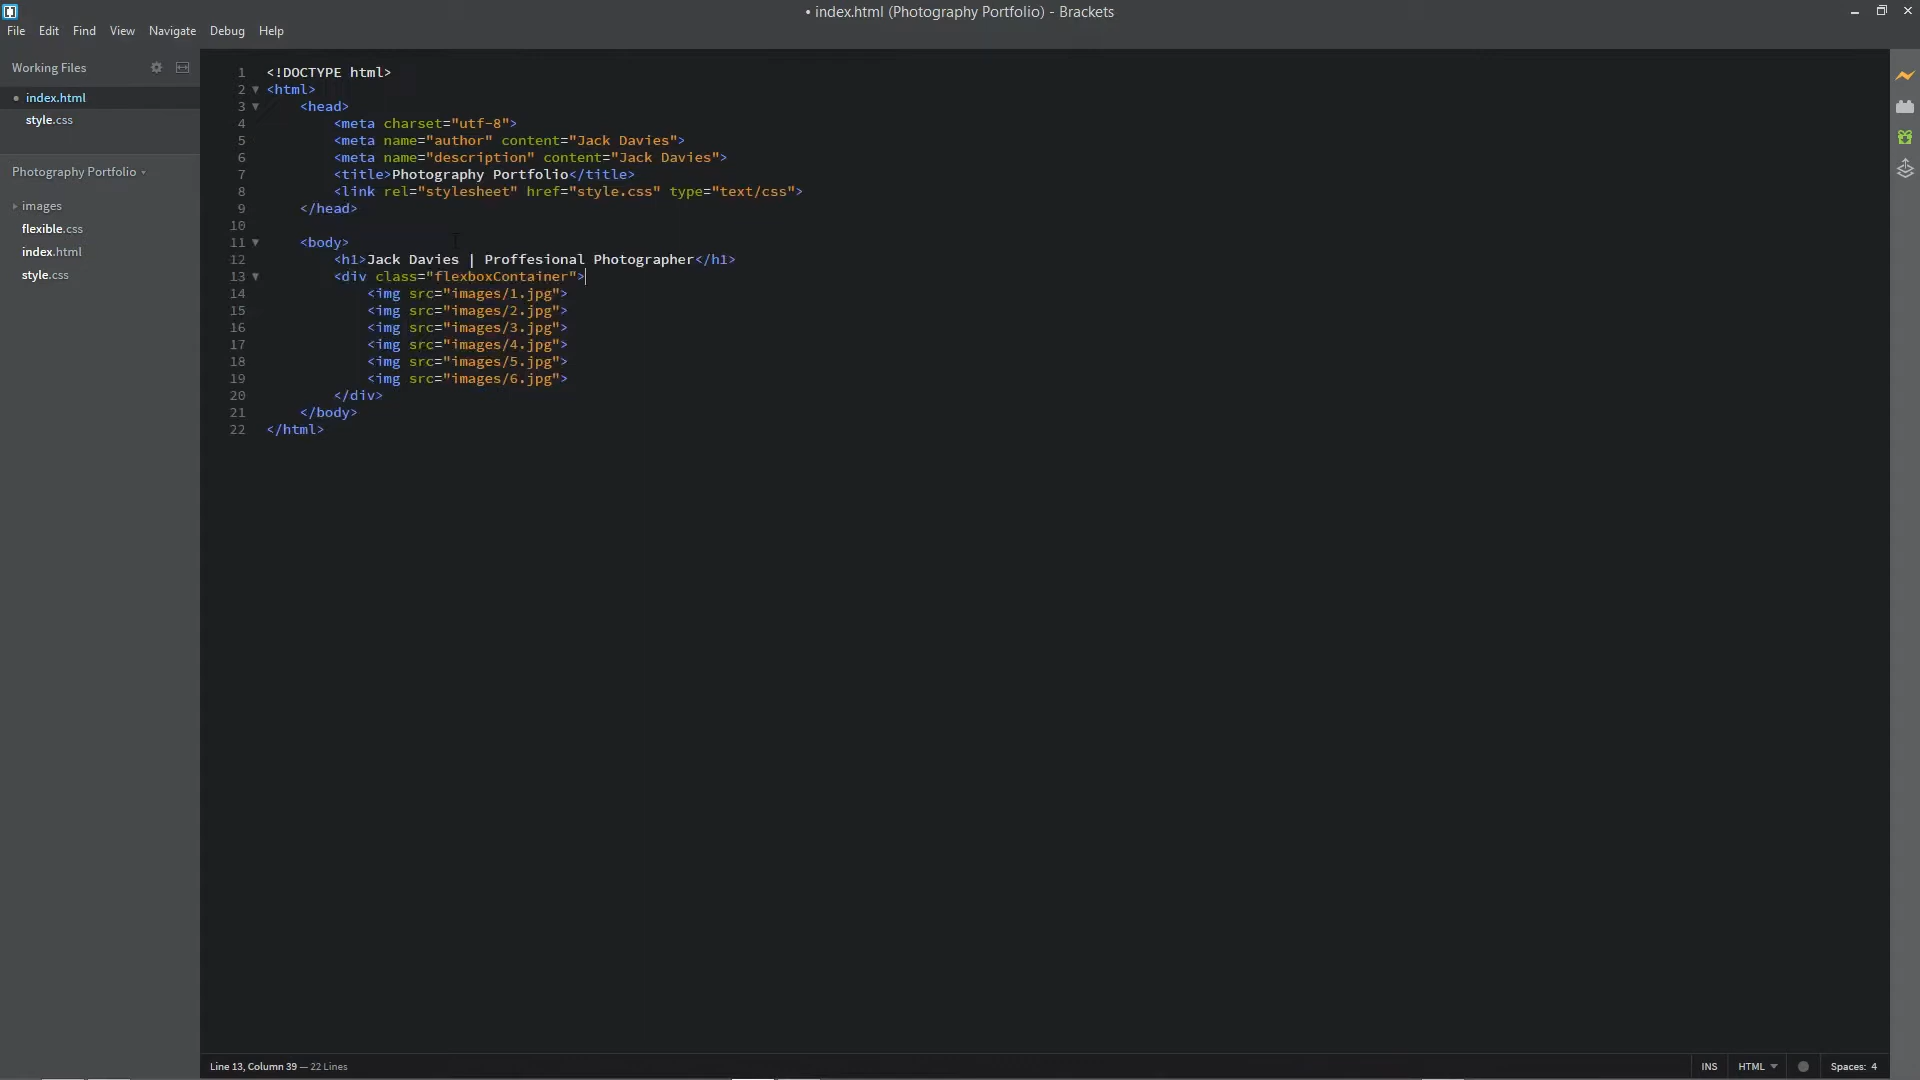 • index.html (Photography Portfolio) - Brackets
File Edit Find View Navigate Debug Help
Working Files
• index.html
style.css
Photography Portfolio
images
flexible.css
index.html
style.css
1 <!DOCTYPE html>
2 <html>
3 <head>
4 <meta charset="utf-8">
5 <meta name="author" content="Jack Davies">
6 <meta name="description" content="Jack Davies">
7 <title>Photography Portfolio</title>
8 <link rel="stylesheet" href="style.css" type="text/css">
9 </head>
10
11 <body>
12 <h1>Jack Davies | Proffesional Photographer</h1>
13 <div class="flexboxContainer">
14 <img src="images/1.jpg">
15 <img src="images/2.jpg">
16 <img src="images/3.jpg">
17 <img src="images/4.jpg">
18 <img src="images/5.jpg">
19 <img src="images/6.jpg">
20 </div>
21 </body>
22 </html>
Line 13, Column 39 — 22 Lines
INS HTML Spaces: 4